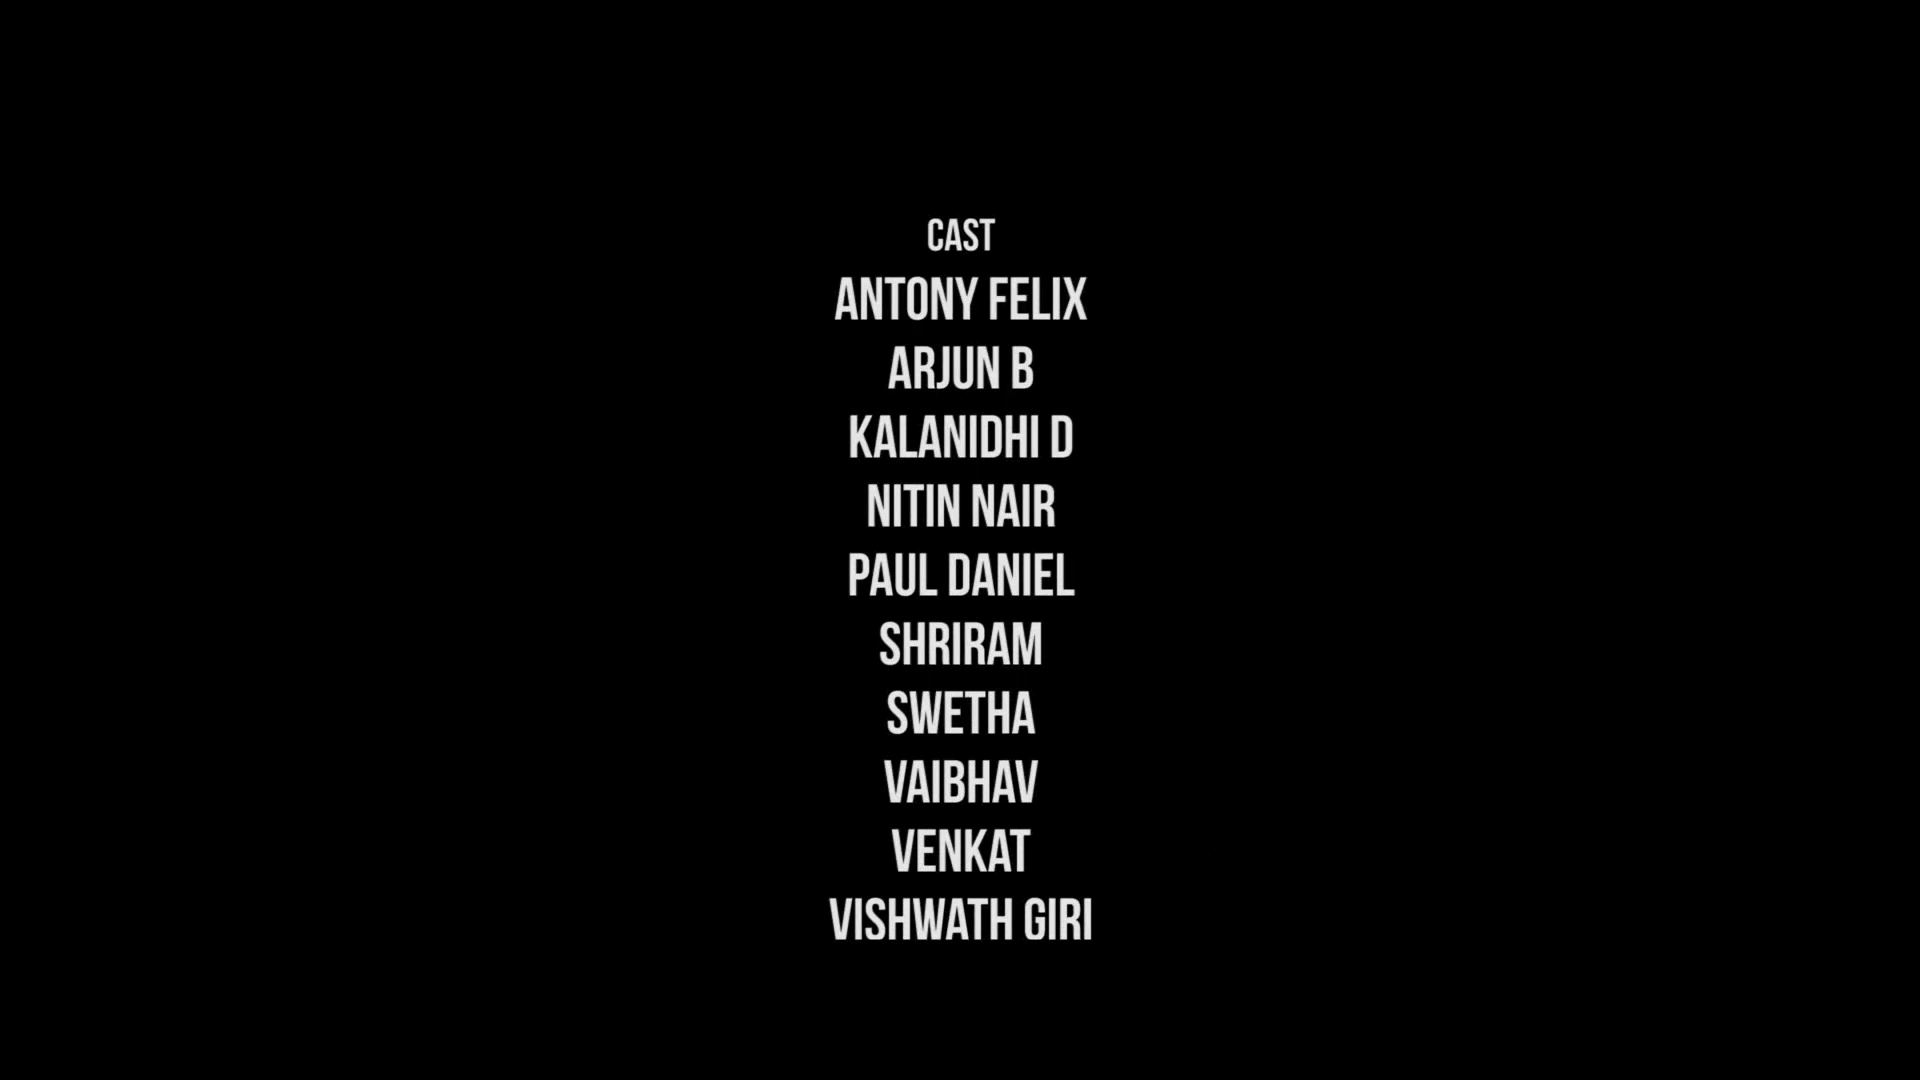 CAST
ANTONY FELIX
ARJUN B
KALANIDHI D
NITIN NAIR
PAUL DANIEL
SHRIRAM
SWETHA
VAIBHAV
VENKAT
VISHWATH GIRI